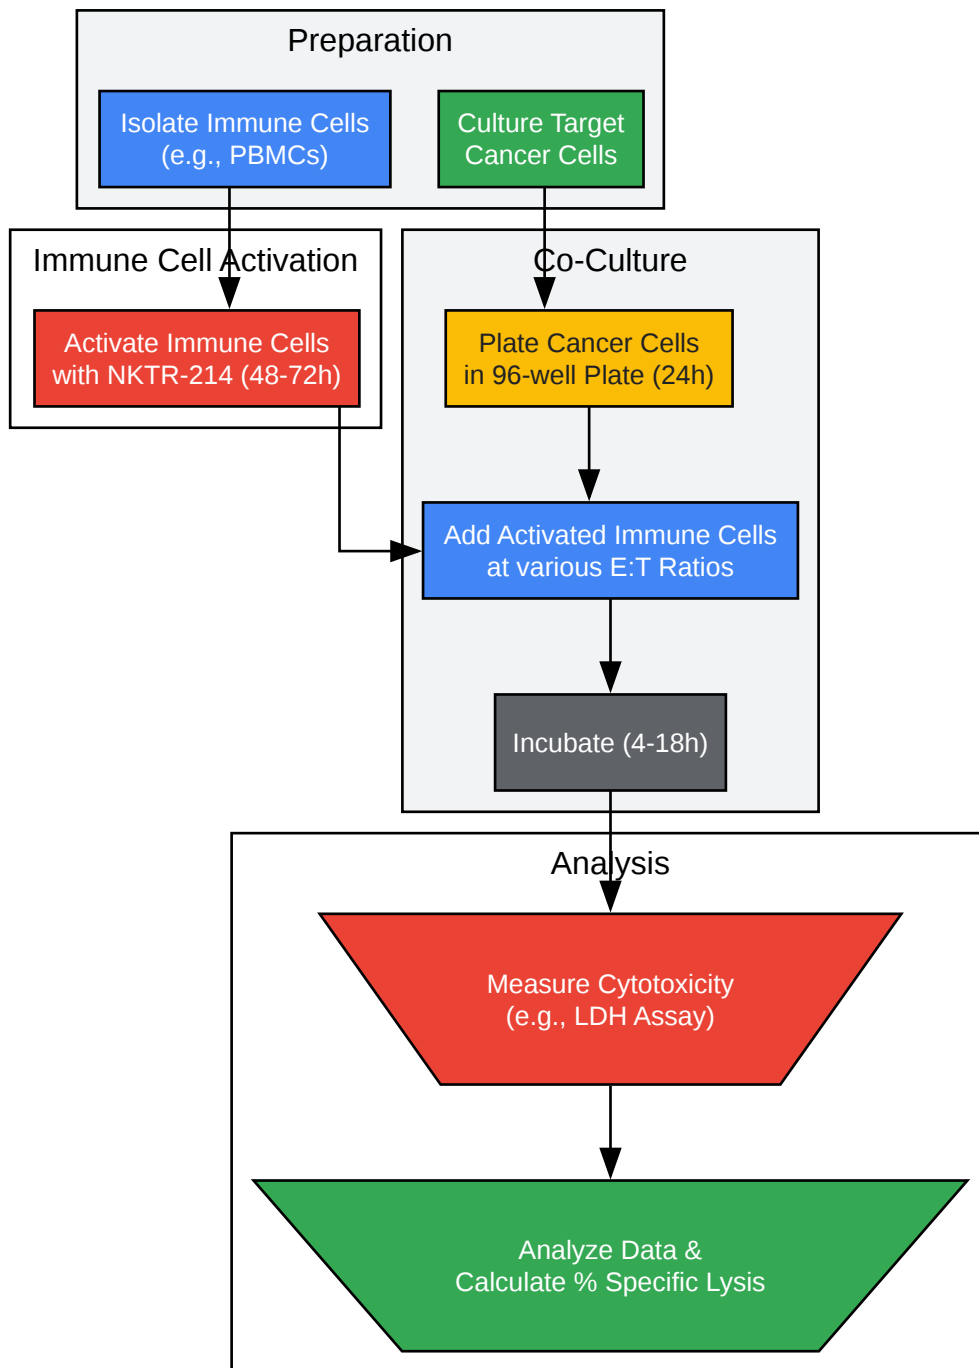 Preparation
Isolate Immune Cells
(e.g., PBMCs)
Culture Target
Cancer Cells
Immune Cell Activation
Activate Immune Cells
with NKTR-214 (48-72h)
Co-Culture
Plate Cancer Cells
in 96-well Plate (24h)
Add Activated Immune Cells
at various E:T Ratios
Incubate (4-18h)
Analysis
Measure Cytotoxicity
(e.g., LDH Assay)
Analyze Data &
Calculate % Specific Lysis